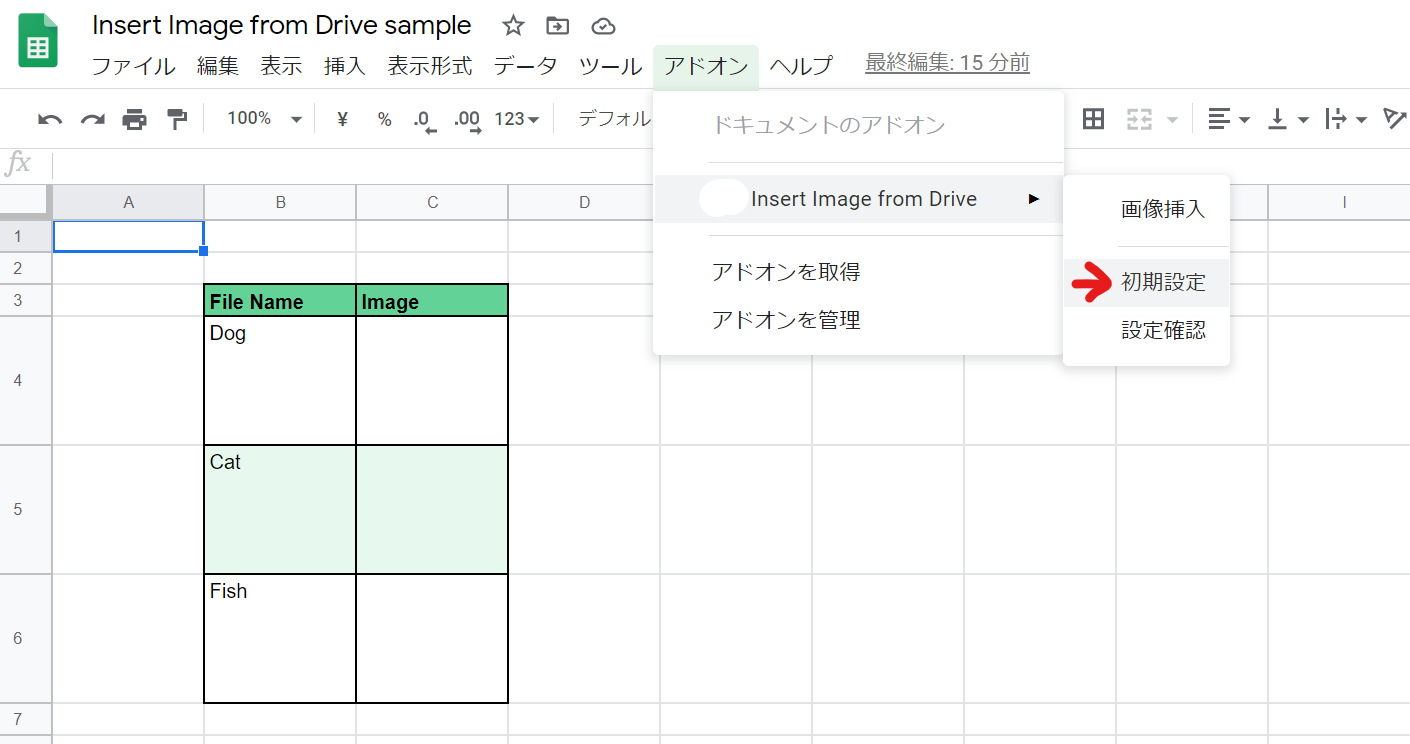 Insert Image from Drive sample
ファイル 編集 表示 挿入 表示形式 データ ツール アドオン ヘルプ 最終編集: 15 分前
100% ¥ % .0 .00 123 デフォル
ドキュメントのアドオン
fx
Insert Image from Drive
画像挿入
初期設定
設定確認
アドオンを取得
アドオンを管理
A B C D I
1
2
3 File Name Image
4 Dog
5 Cat
6 Fish
7